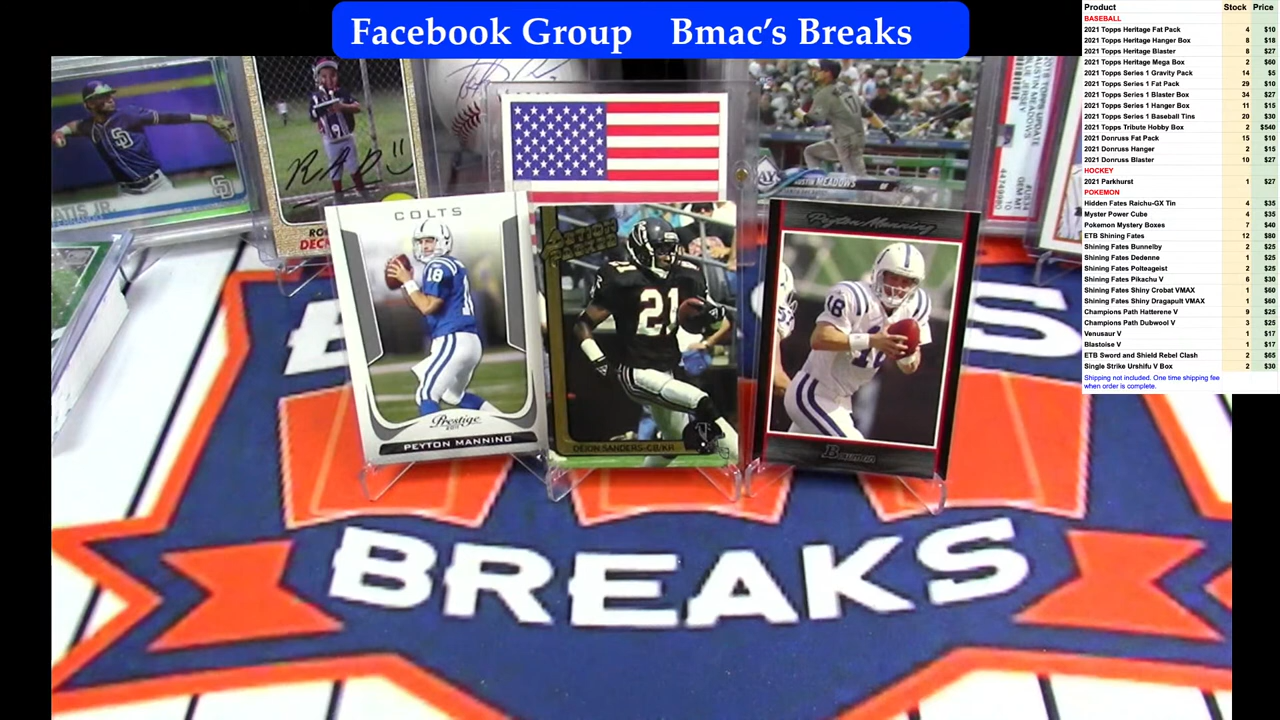 Facebook Group Bmac's Breaks
Product Stock Price
BASEBALL
2021 Topps Heritage Fat Pack 4 $10
2021 Topps Heritage Hanger Box 8 $18
2021 Topps Heritage Blaster 8 $27
2021 Topps Heritage Mega Box 2 $60
2021 Topps Series 1 Gravity Pack 14 $5
2021 Topps Series 1 Fat Pack 29 $10
2021 Topps Series 1 Blaster Box 34 $27
2021 Topps Series 1 Hanger Box 11 $15
2021 Topps Series 1 Baseball Tins 20 $30
2021 Topps Tribute Hobby Box 2 $540
2021 Donruss Fat Pack 15 $10
2021 Donruss Hanger 2 $15
2021 Donruss Blaster 10 $27
HOCKEY
2021 Parkhurst 1 $27
POKEMON
Hidden Fates Raichu-GX Tin 4 $35
Myster Power Cube 4 $35
Pokemon Mystery Boxes 7 $40
ETB Shining Fates 12 $80
Shining Fates Bunnelby 2 $25
Shining Fates Dedenne 1 $25
Shining Fates Polteageist 2 $25
Shining Fates Pikachu V 6 $30
Shining Fates Shiny Crobat VMAX 1 $60
Shining Fates Shiny Dragapult VMAX 1 $60
Champions Path Hatterene V 9 $25
Champions Path Dubwool V 3 $25
Venusaur V 1 $17
Blastoise V 1 $17
ETB Sword and Shield Rebel Clash 2 $65
Single Strike Urshifu V Box 2 $30
Shipping not included. One time shipping fee
when order is complete.
SD
9
11
DECK
17
AUSTIN MEADOWS
COLTS
18
Prestige
PEYTON MANNING
21
DEION SANDERS-CB/KR
Peyton Manning
18
Bowman
BREAKS